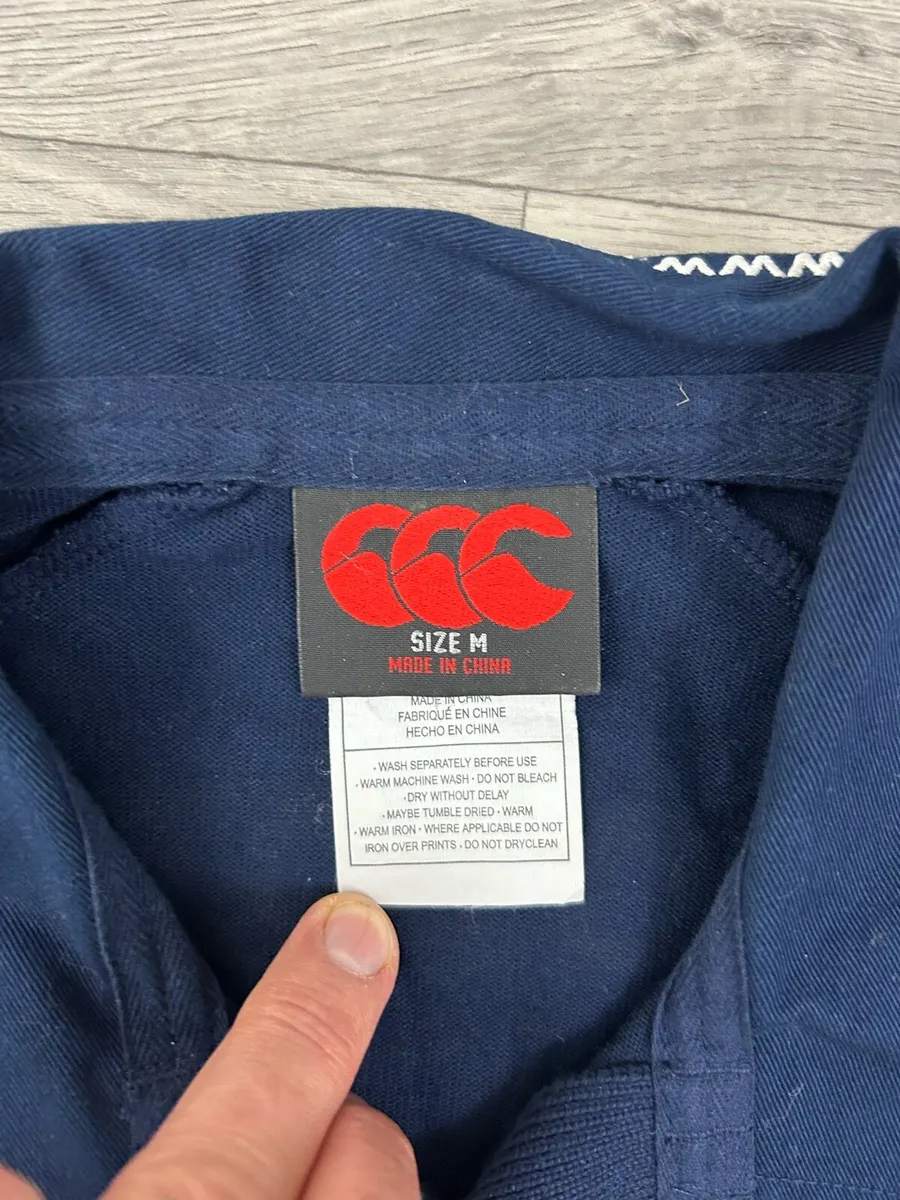 SIZE M
MADE IN CHINA
MADE IN CHINA
FABRIQUÉ EN CHINE
HECHO EN CHINA
• WASH SEPARATELY BEFORE USE
• WARM MACHINE WASH • DO NOT BLEACH
• DRY WITHOUT DELAY
• MAYBE TUMBLE DRIED • WARM
• WARM IRON • WHERE APPLICABLE DO NOT
IRON OVER PRINTS • DO NOT DRYCLEAN